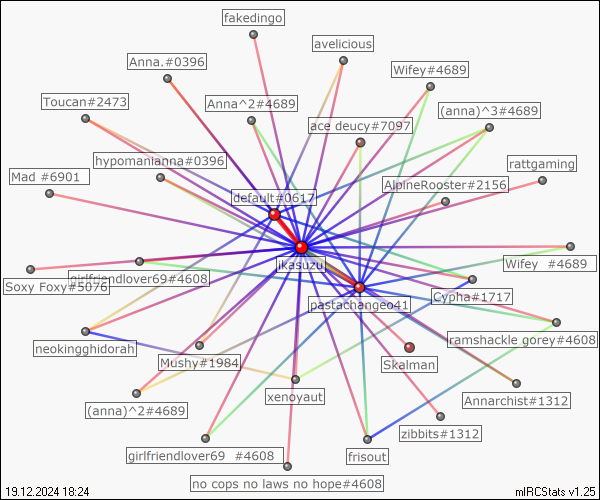 fakedingo
avelicious
Anna.#0396
Wifey#4689
Toucan#2473
Anna^2#4689
(anna)^3#4689
ace deucy#7097
hypomanianna#0396
rattgaming
Mad #6901
AlpineRooster#2156
default#0617
Wifey #4689
jkasuzu
Soxy Foxy#5076
girlfriendlover69#4608
Cypha#1717
pastachangeo41
ramshackle gorey#4608
neokingghidorah
Mushy#1984
Skalman
xenoyaut
Annarchist#1312
(anna)^2#4689
zibbits#1312
girlfriendlover69 #4608
frisout
no cops no laws no hope#4608
19.12.2024 18:24
mIRCStats v1.25